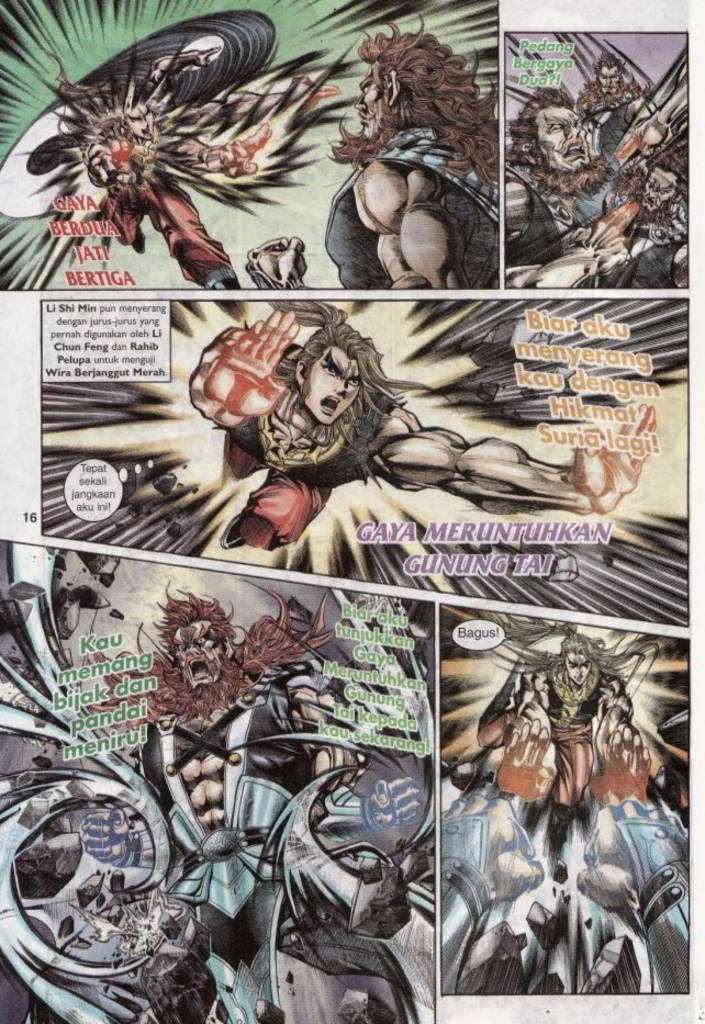 GAYA
BERDUA
JATI
BERTIGA
Pedang
Bergaya
Dua?!
Li Shi Min pun menyerang
dengan jurus-jurus yang
pernah digunakan oleh Li
Chun Feng dan Rahib
Pelupa untuk menguji
Wira Berjanggut Merah.
Biar aku
menyerang
kau dengan
Hikmat
Suria lagi!
Tepat
sekali
jangkaan
aku ini!
GAYA MERUNTUHKAN
GUNUNG TAI
16
Kau
memang
bijak dan
pandai
meniru!
Biar aku
tunjukkan
Gaya
Meruntuhkan
Gunung
Tai kepada
kau sekarang!
Bagus!